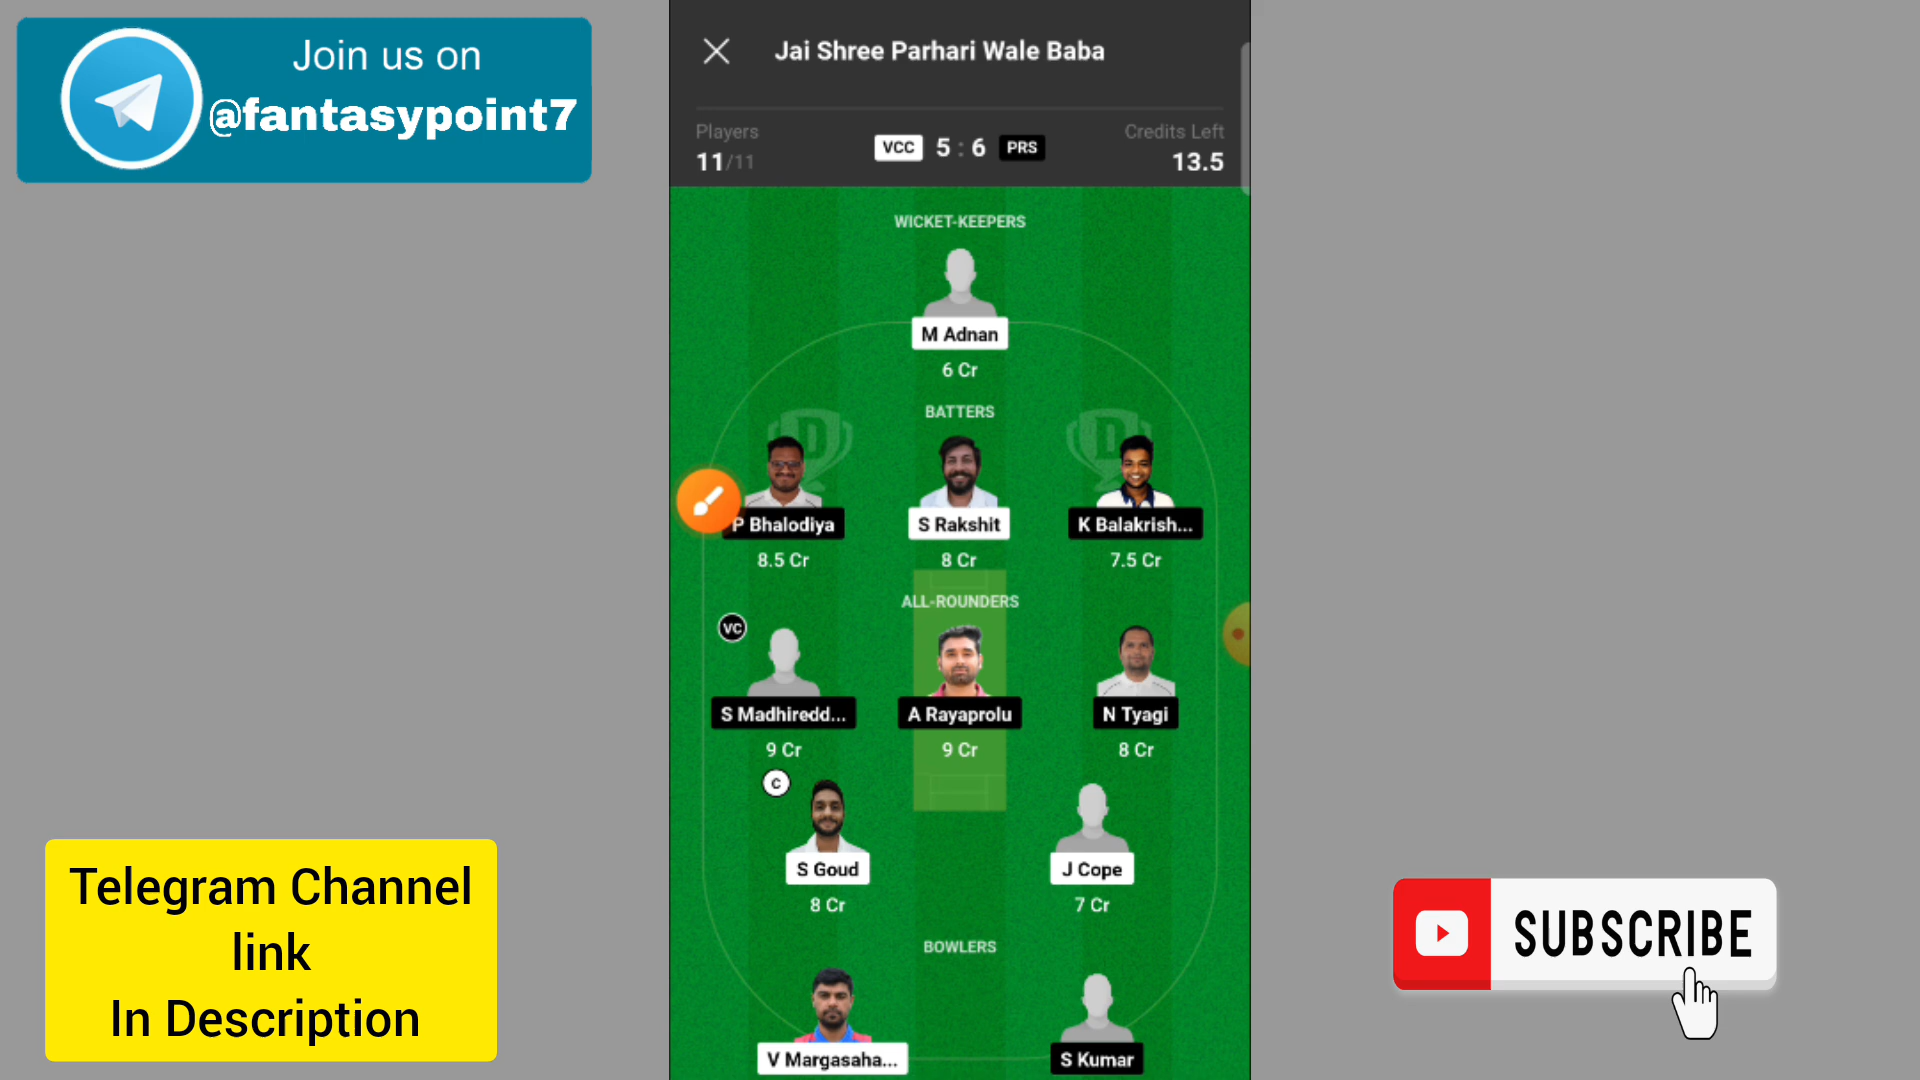 Join us on
@fantasypoint7
Jai Shree Parhari Wale Baba
Players
11/11
VCC 5 : 6 PRS
Credits Left
13.5
WICKET-KEEPERS
M Adnan
6 Cr
BATTERS
P Bhalodiya
8.5 Cr
S Rakshit
8 Cr
K Balakrish...
7.5 Cr
ALL-ROUNDERS
VC
S Madhiredd...
9 Cr
A Rayaprolu
9 Cr
N Tyagi
8 Cr
C
S Goud
8 Cr
J Cope
7 Cr
BOWLERS
V Margasaha...
S Kumar
Telegram Channel
link
In Description
SUBSCRIBE